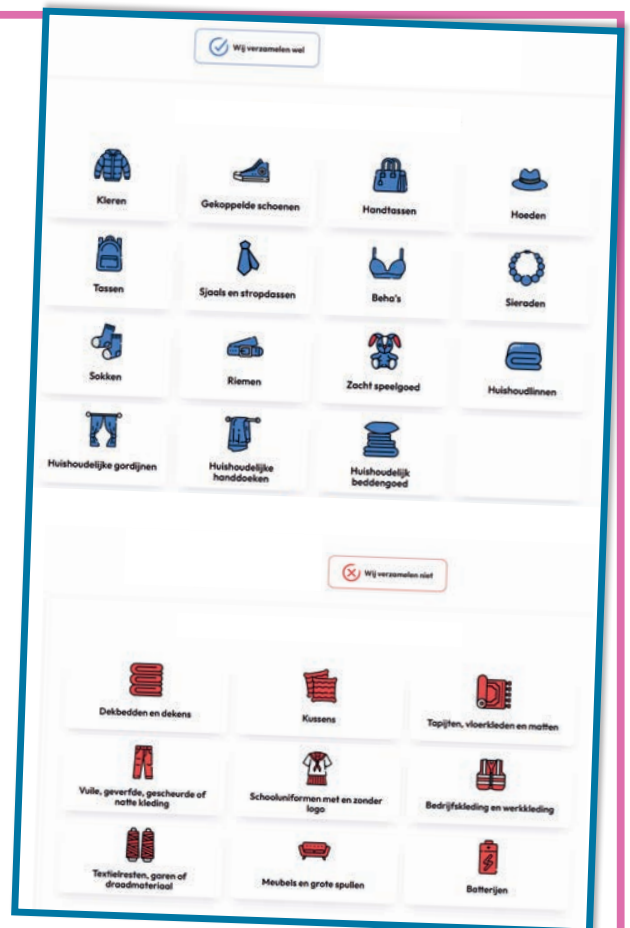 Wij verzamelen wel
Kleren
Gekoppelde schoenen
Handtassen
Hoeden
Tassen
Sjaals en stropdassen
Beha's
Sieraden
Sokken
Riemen
Zacht speelgoed
Huishoudlinnen
Huishoudelijke gordijnen
Huishoudelijke
handdoeken
Huishoudelijk
beddengoed
Wij verzamelen niet
Dekbedden en dekens
Kussens
Tapijten, vloerkleden en matten
Vuile, geverfde, gescheurde of
natte kleding
Schooluniformen met en zonder
logo
Bedrijfskleding en werkkleding
Textielresten, garen of
draadmateriaal
Meubels en grote spullen
Batterijen